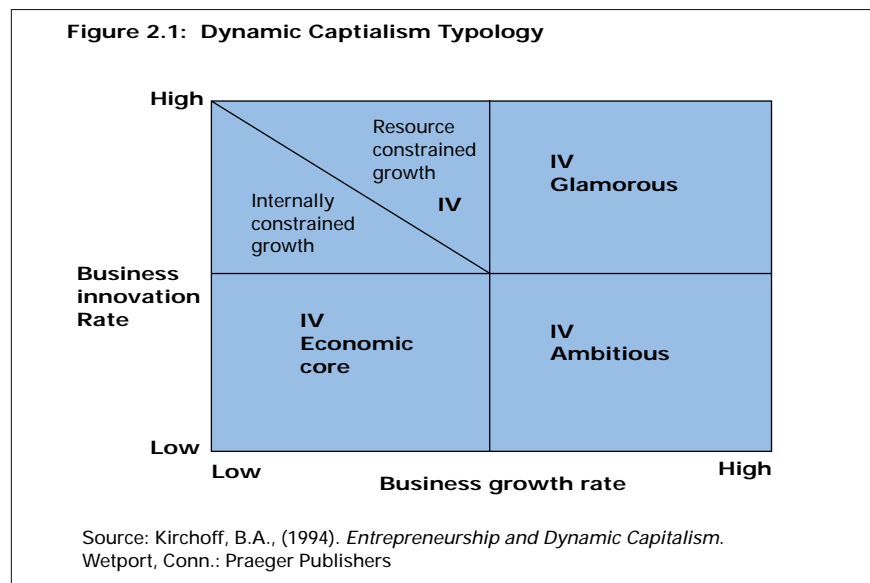 Figure 2.1: Dynamic Captialism Typology
High
Resource
constrained
growth
IV
Internally
constrained
growth
IV
Glamorous
Business
innovation
Rate
IV
Economic
core
IV
Ambitious
Low
Low
Business growth rate
High
Source: Kirchoff, B.A., (1994). Entrepreneurship and Dynamic Capitalism.
Wetport, Conn.: Praeger Publishers